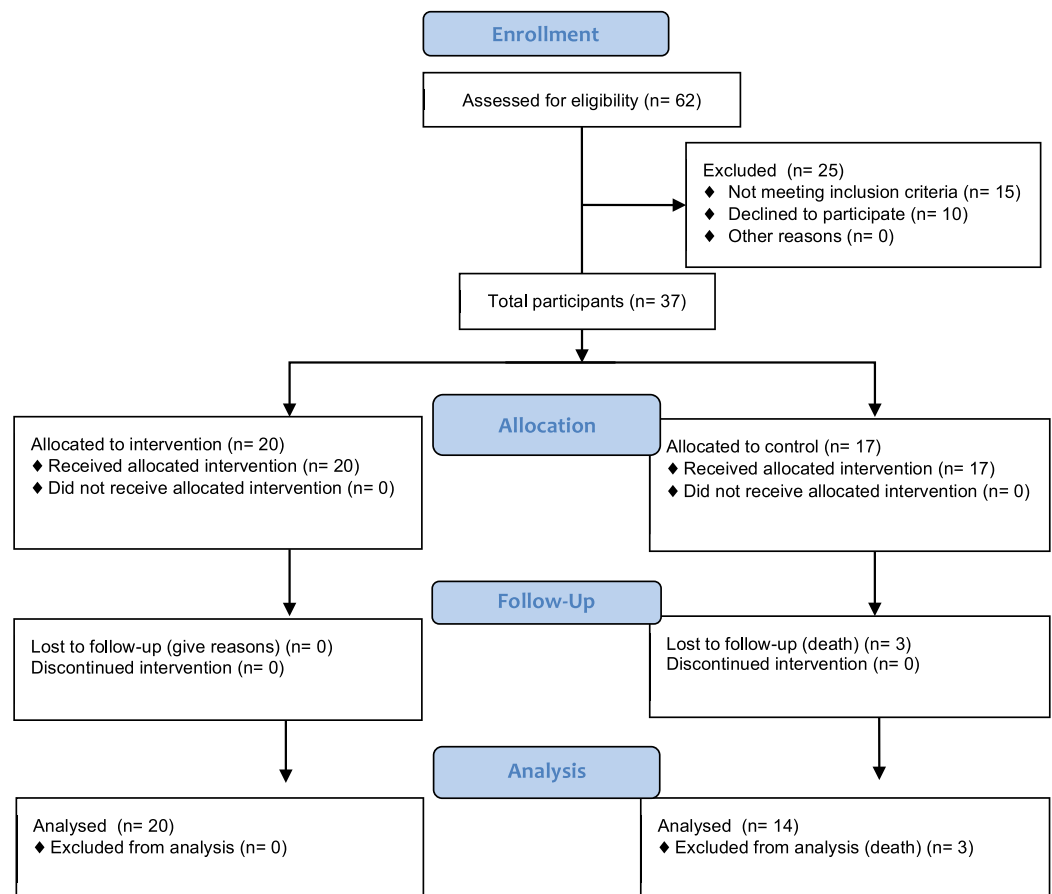 Enrollment
Assessed for eligibility (n= 62)
Excluded (n= 25)
♦ Not meeting inclusion criteria (n= 15)
♦ Declined to participate (n= 10)
♦ Other reasons (n= 0)
Total participants (n= 37)
Allocation
Allocated to intervention (n= 20)
♦ Received allocated intervention (n= 20)
♦ Did not receive allocated intervention (n= 0)
Allocated to control (n= 17)
♦ Received allocated intervention (n= 17)
♦ Did not receive allocated intervention (n= 0)
Follow-Up
Lost to follow-up (give reasons) (n= 0)
Discontinued intervention (n= 0)
Lost to follow-up (death) (n= 3)
Discontinued intervention (n= 0)
Analysis
Analysed (n= 20)
♦ Excluded from analysis (n= 0)
Analysed (n= 14)
♦ Excluded from analysis (death) (n= 3)